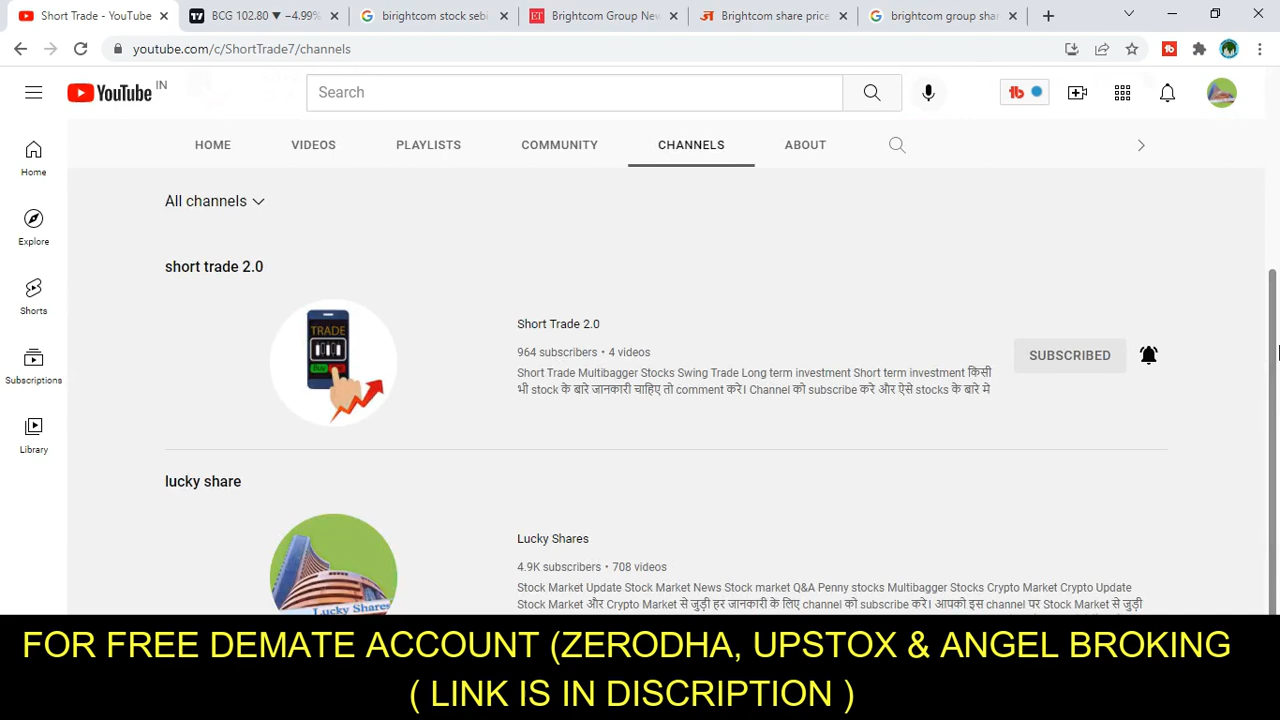 Short Trade - YouTube
BCG 102.80 ▼ −4.99%
birightcom stock seb
Brightcom Group New
Brightcom share price
brightcom group shar
youtube.com/c/ShortTrade7/channels
YouTube IN
Search
HOME VIDEOS PLAYLISTS COMMUNITY CHANNELS ABOUT
Home
Explore
Shorts
Subscriptions
Library
All channels
short trade 2.0
TRADE
Short Trade 2.0
964 subscribers • 4 videos
Short Trade Multibagger Stocks Swing Trade Long term investment Short term investment किसी
भी stock के बारे जानकारी चाहिए तो comment करे। Channel को subscribe करे और ऐसे stocks के बारे मे
SUBSCRIBED
lucky share
Lucky Shares
Lucky Shares
4.9K subscribers • 708 videos
Stock Market Update Stock Market News Stock market Q&A Penny stocks Multibagger Stocks Crypto Market Crypto Update
Stock Market और Crypto Market से जुड़ी हर जानकारी के लिए channel को subscribe करे। आपको इस channel पर Stock Market से जुड़ी
FOR FREE DEMATE ACCOUNT (ZERODHA, UPSTOX & ANGEL BROKING
( LINK IS IN DISCRIPTION )